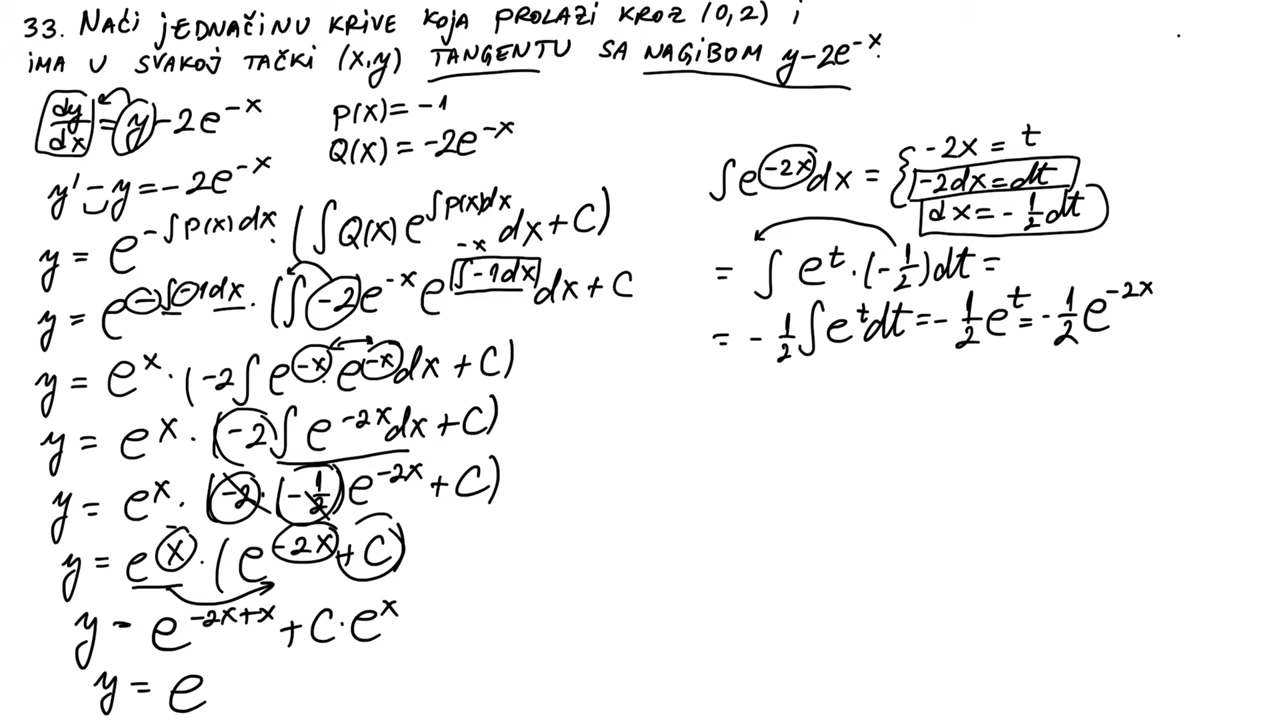 33. NAĆI JEDNAČINU KRIVE KOJA PROLAZI KROZ (0,2) I
IMA U SVAKOJ TAČKI (X,Y) TANGENTU SA NAGIBOM y-2e^{-x}.
dy/dx = y - 2e^{-x}
y' - y = -2e^{-x}
P(X) = -1
Q(X) = -2e^{-x}
y = e^{-∫P(x)dx} · (∫Q(x) e^{∫P(x)dx} dx + C)
y = e^{-∫-1dx} · (∫-2e^{-x} e^{∫-1dx} dx + C
-x
y = e^x · (-2∫e^{-x} · e^{-x} dx + C)
y = e^x · (-2∫e^{-2x} dx + C)
y = e^x · (-2 · (-1/2) e^{-2x} + C)
y = e^x · (e^{-2x} + C)
y = e^{-2x+x} + C · e^x
y = e
∫e^{-2x} dx = { -2x = t
-2dx = dt
dx = -1/2 dt }
= ∫ e^t · (-1/2) dt =
= -1/2 ∫e^t dt = -1/2 e^t = -1/2 e^{-2x}